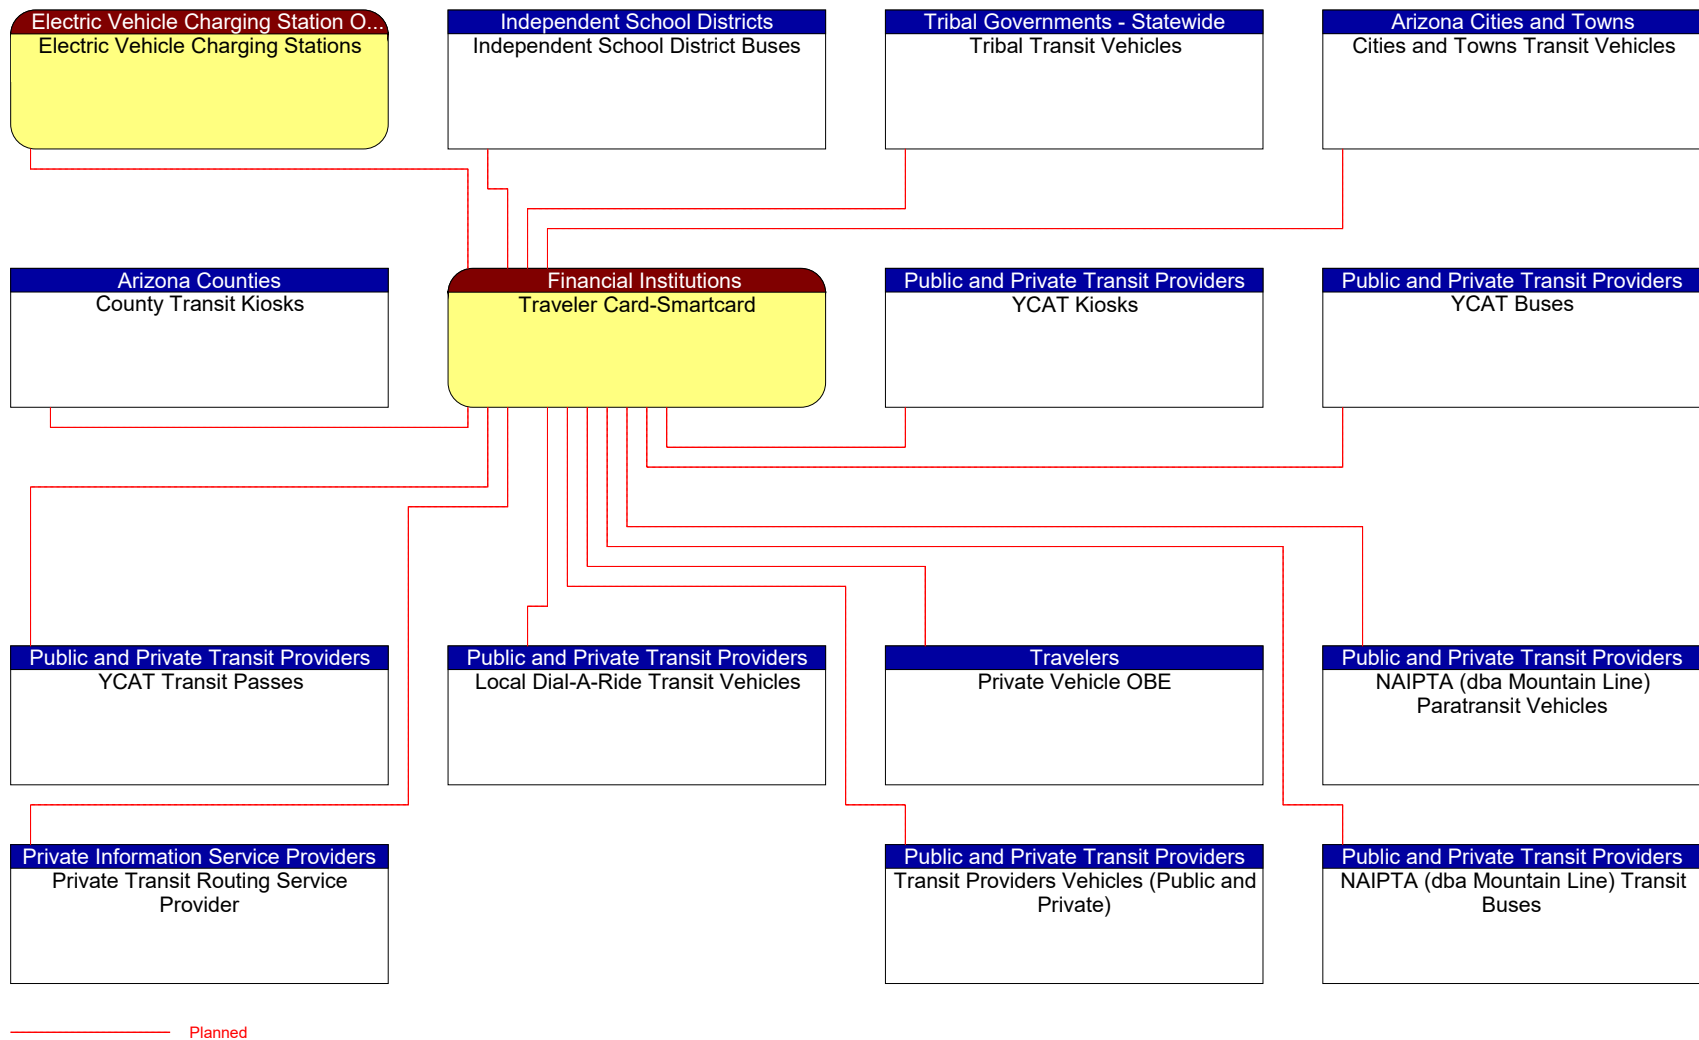 Electric Vehicle Charging Station O...
Electric Vehicle Charging Stations
Independent School Districts
Independent School District Buses
Tribal Governments - Statewide
Tribal Transit Vehicles
Arizona Cities and Towns
Cities and Towns Transit Vehicles
Arizona Counties
County Transit Kiosks
Financial Institutions
Traveler Card-Smartcard
Public and Private Transit Providers
YCAT Kiosks
Public and Private Transit Providers
YCAT Buses
Public and Private Transit Providers
YCAT Transit Passes
Public and Private Transit Providers
Local Dial-A-Ride Transit Vehicles
Travelers
Private Vehicle OBE
Public and Private Transit Providers
NAIPTA (dba Mountain Line)
Paratransit Vehicles
Private Information Service Providers
Private Transit Routing Service
Provider
Public and Private Transit Providers
Transit Providers Vehicles (Public and
Private)
Public and Private Transit Providers
NAIPTA (dba Mountain Line) Transit
Buses
Planned